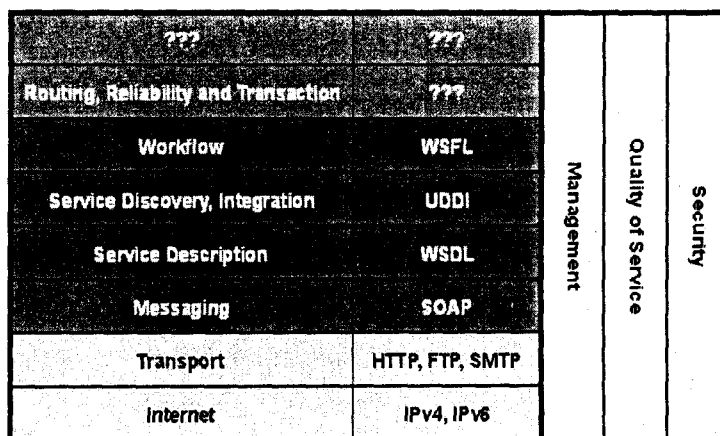 ??? ???
Routing, Reliability and Transaction ???
Workflow WSFL
Service Discovery, Integration UDDI
Service Description WSDL
Messaging SOAP
Transport HTTP, FTP, SMTP
Internet IPv4, IPv6
Management
Quality of Service
Security